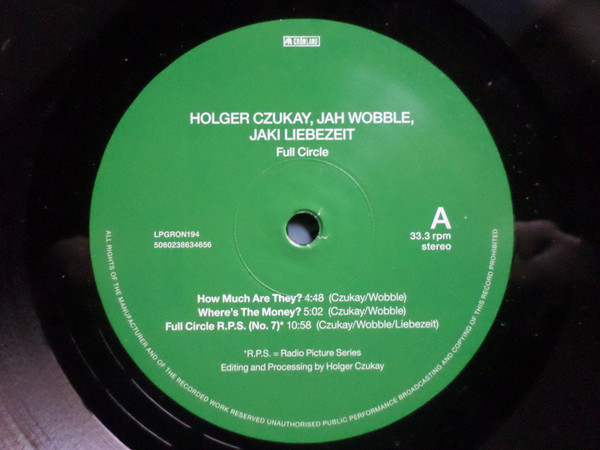 GRÖNLAND
HOLGER CZUKAY, JAH WOBBLE,
JAKI LIEBEZEIT
Full Circle
A
LPGRON194
33.3 rpm
5060238634656
stereo
How Much Are They? 4:48 (Czukay/Wobble)
Where's The Money? 5:02 (Czukay/Wobble)
Full Circle R.P.S. (No. 7)* 10:58 (Czukay/Wobble/Liebezeit)
*R.P.S. = Radio Picture Series
Editing and Processing by Holger Czukay
ALL RIGHTS OF THE MANUFACTURER AND OF THE RECORDED WORK RESERVED UNAUTHORISED PUBLIC PERFORMANCE BROADCASTING AND COPYING OF THIS RECORD PROHIBITED